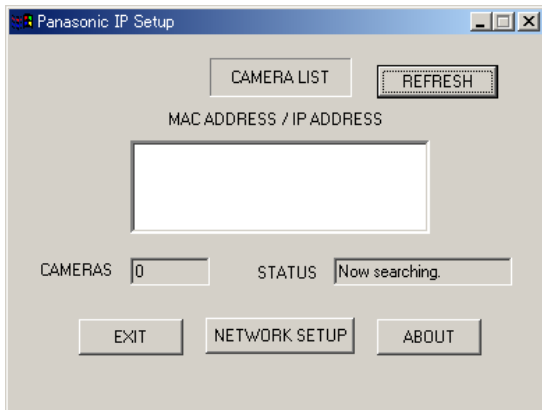 Panasonic IP Setup
CAMERA LIST
REFRESH
MAC ADDRESS / IP ADDRESS
CAMERAS 0 STATUS Now searching.
EXIT NETWORK SETUP ABOUT